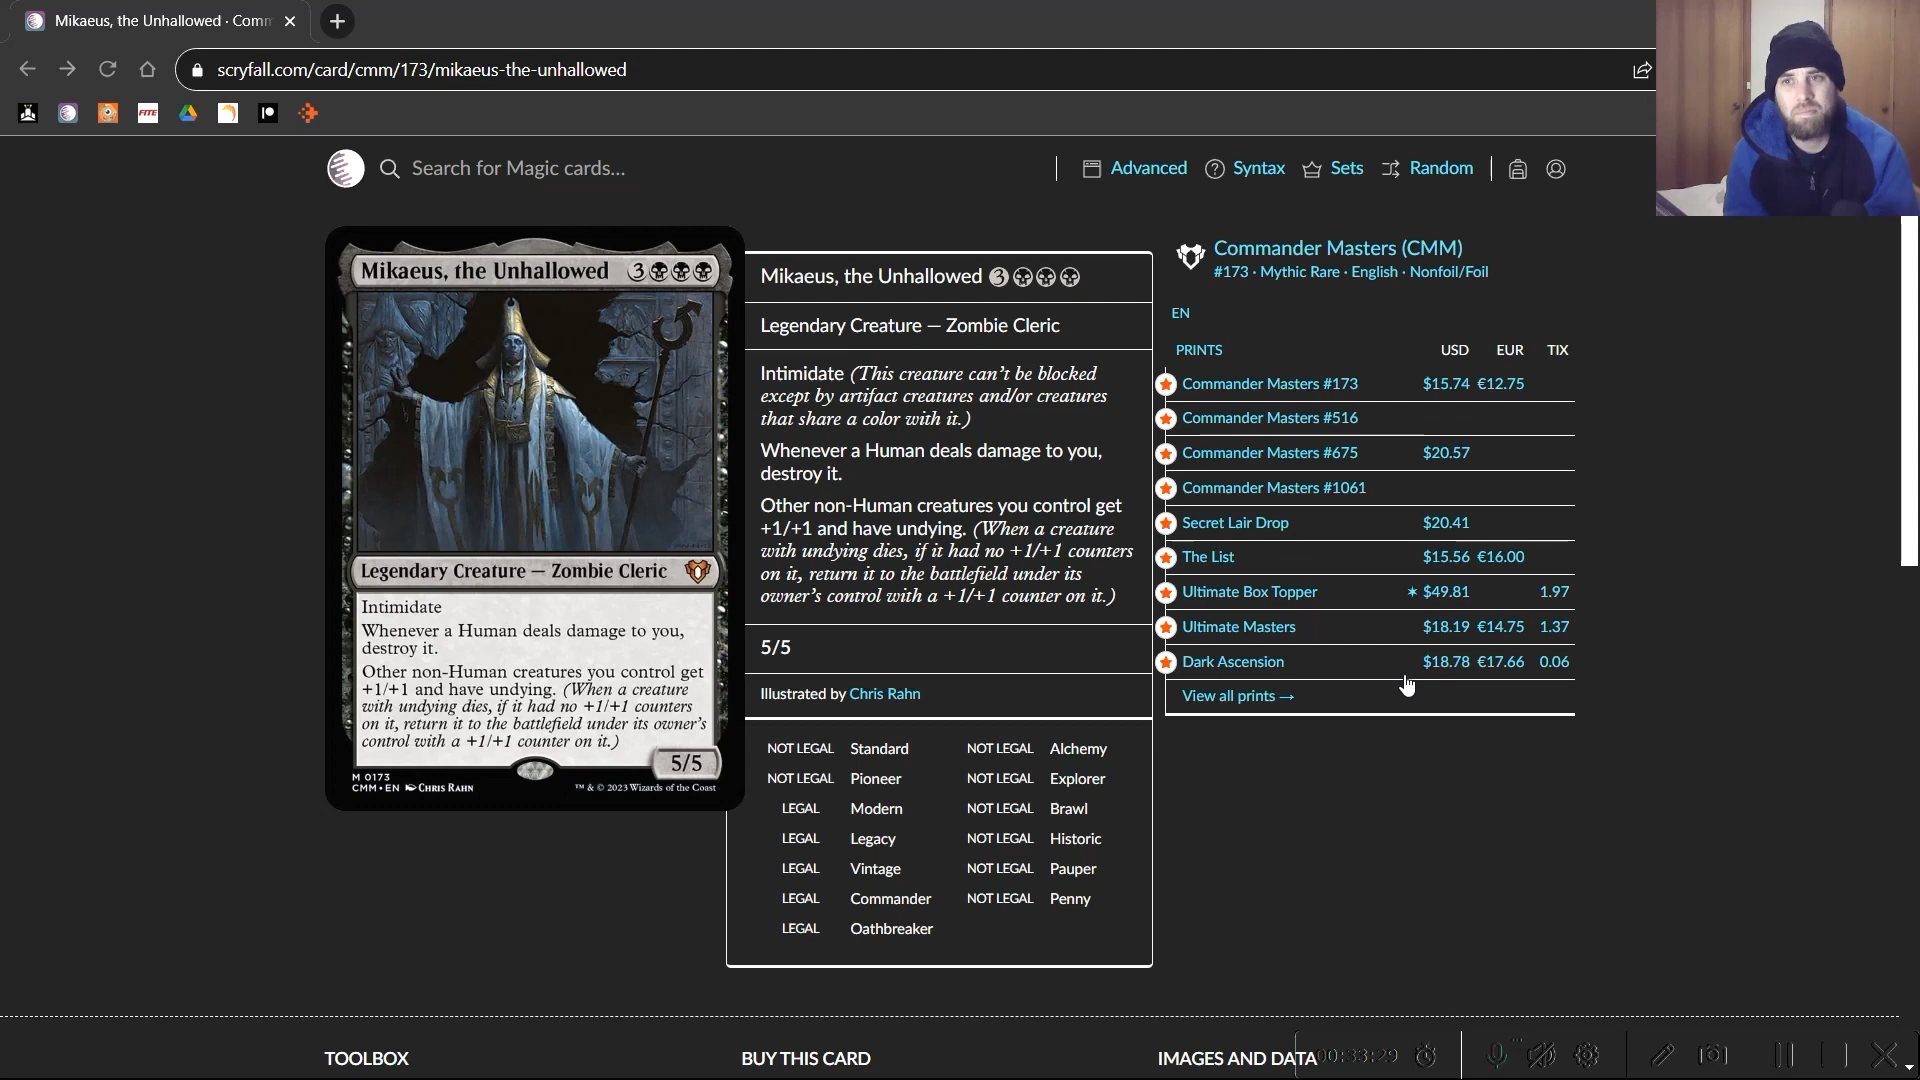 Mikaeus, the Unhallowed · Comm
scryfall.com/card/cmm/173/mikaeus-the-unhallowed
FITE
Search for Magic cards...
Advanced
Syntax
Sets
Random
Mikaeus, the Unhallowed 3
Legendary Creature — Zombie Cleric
Intimidate
Whenever a Human deals damage to you,
destroy it.
Other non-Human creatures you control get
+1/+1 and have undying. (When a creature
with undying dies, if it had no +1/+1 counters
on it, return it to the battlefield under its owner's
control with a +1/+1 counter on it.)
5/5
M 0173
CMM • EN CHRIS RAHN
™ & © 2023 Wizards of the Coast
Mikaeus, the Unhallowed 3
Legendary Creature — Zombie Cleric
Intimidate (This creature can't be blocked
except by artifact creatures and/or creatures
that share a color with it.)
Whenever a Human deals damage to you,
destroy it.
Other non-Human creatures you control get
+1/+1 and have undying. (When a creature
with undying dies, if it had no +1/+1 counters
on it, return it to the battlefield under its
owner's control with a +1/+1 counter on it.)
5/5
Illustrated by Chris Rahn
NOT LEGAL Standard NOT LEGAL Alchemy
NOT LEGAL Pioneer NOT LEGAL Explorer
LEGAL Modern NOT LEGAL Brawl
LEGAL Legacy NOT LEGAL Historic
LEGAL Vintage NOT LEGAL Pauper
LEGAL Commander NOT LEGAL Penny
LEGAL Oathbreaker
Commander Masters (CMM)
#173 · Mythic Rare · English · Nonfoil/Foil
EN
PRINTS USD EUR TIX
Commander Masters #173 $15.74 €12.75
Commander Masters #516
Commander Masters #675 $20.57
Commander Masters #1061
Secret Lair Drop $20.41
The List $15.56 €16.00
Ultimate Box Topper $49.81 1.97
Ultimate Masters $18.19 €14.75 1.37
Dark Ascension $18.78 €17.66 0.06
View all prints →
TOOLBOX
BUY THIS CARD
IMAGES AND DATA
00:33:29